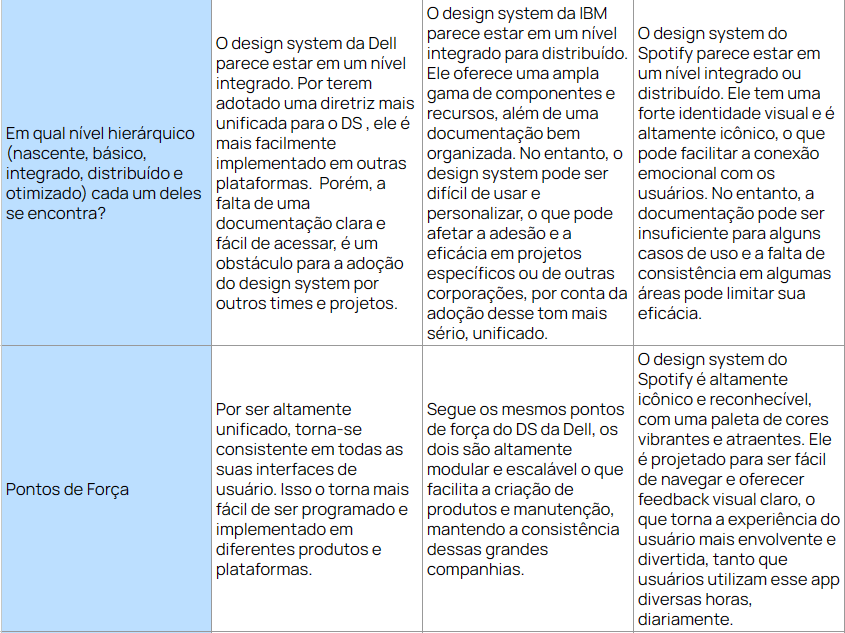 Em qual nível hierárquico
(nascente, básico,
integrado, distribuído e
otimizado) cada um deles
se encontra?
O design system da Dell
parece estar em um nível
integrado. Por terem
adotado uma diretriz mais
unificada para o DS , ele é
mais facilmente
implementado em outras
plataformas.  Porém, a
falta de uma
documentação clara e
fácil de acessar, é um
obstáculo para a adoção
do design system por
outros times e projetos.
O design system da IBM
parece estar em um nível
integrado para distribuído.
Ele oferece uma ampla
gama de componentes e
recursos, além de uma
documentação bem
organizada. No entanto, o
design system pode ser
difícil de usar e
personalizar, o que pode
afetar a adesão e a
eficácia em projetos
específicos ou de outras
corporações, por conta da
adoção desse tom mais
sério, unificado.
O design system do
Spotify parece estar em
um nível integrado ou
distribuído. Ele tem uma
forte identidade visual e é
altamente icônico, o que
pode facilitar a conexão
emocional com os
usuários. No entanto, a
documentação pode ser
insuficiente para alguns
casos de uso e a falta de
consistência em algumas
áreas pode limitar sua
eficácia.
Pontos de Força
Por ser altamente
unificado, torna-se
consistente em todas as
suas interfaces de
usuário. Isso o torna mais
fácil de ser programado e
implementado em
diferentes produtos e
plataformas.
Segue os mesmos pontos
de força do DS da Dell, os
dois são altamente
modular e escalável o que
facilita a criação de
produtos e manutenção,
mantendo a consistência
dessas grandes
companhias.
O design system do
Spotify é altamente
icônico e reconhecível,
com uma paleta de cores
vibrantes e atraentes. Ele
é projetado para ser fácil
de navegar e oferecer
feedback visual claro, o
que torna a experiência do
usuário mais envolvente e
divertida, tanto que
usuários utilizam esse app
diversas horas,
diariamente.